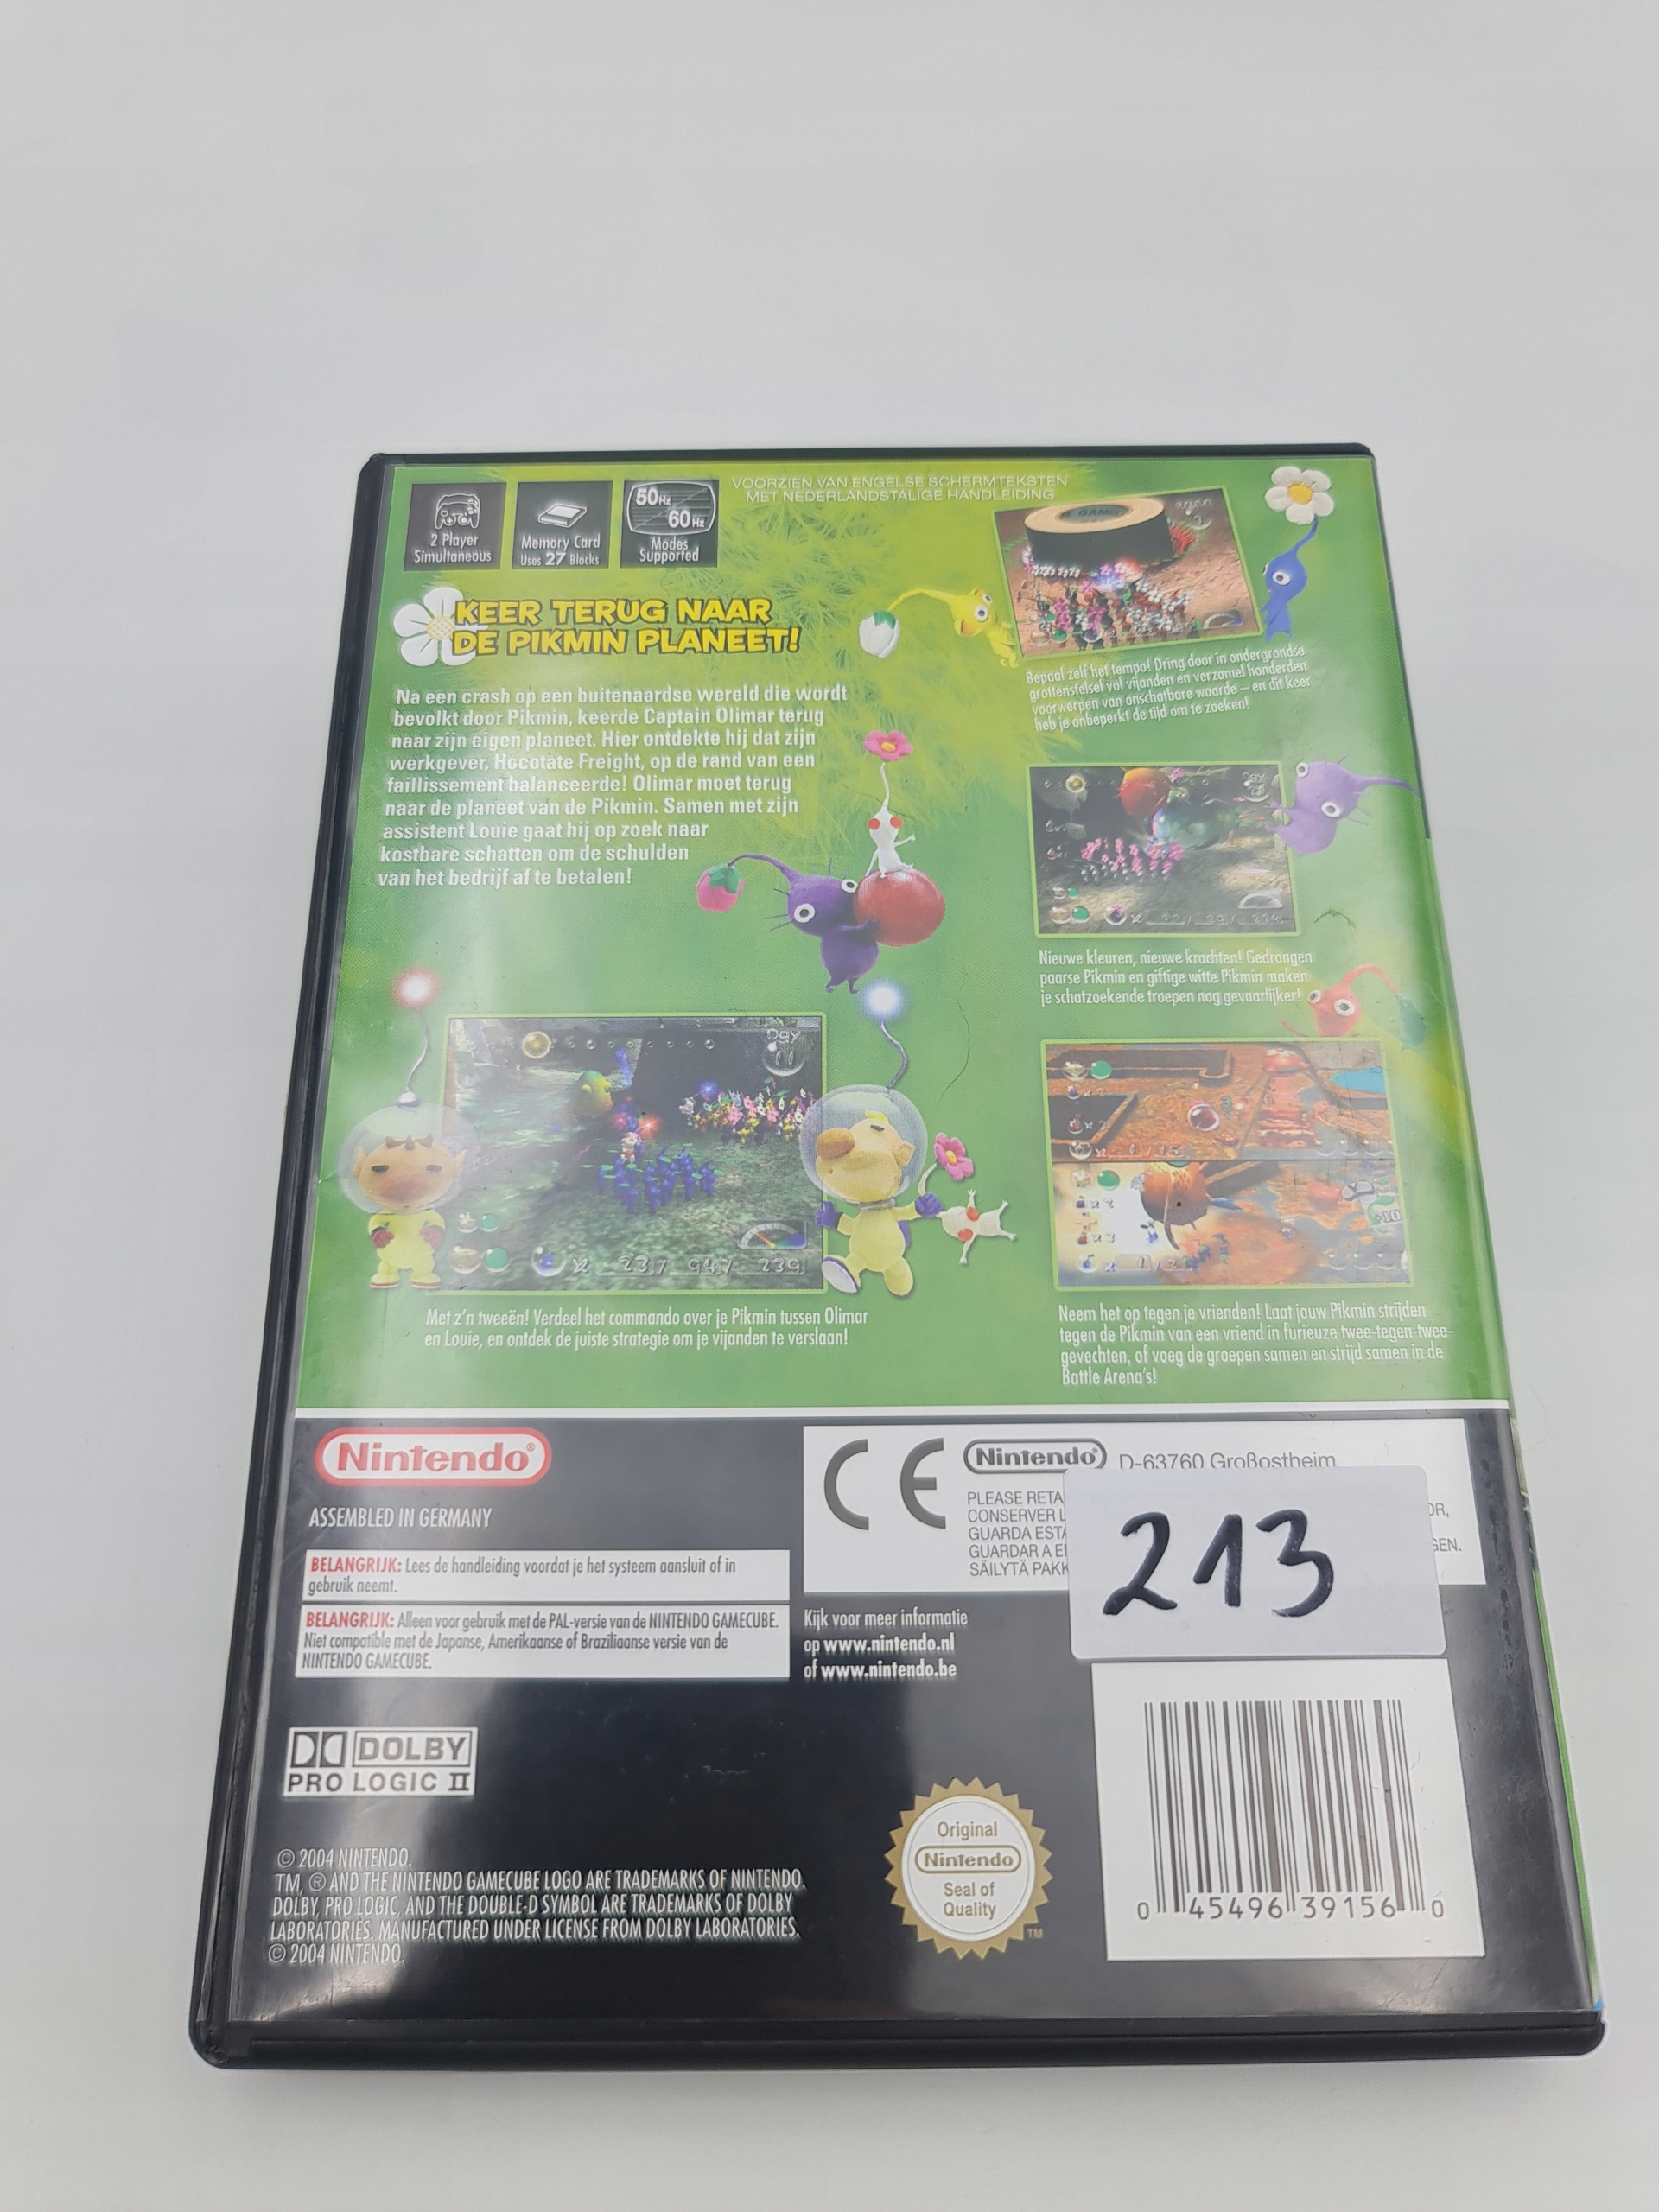 2 Player
Simultaneous
Memory Card
Uses 27 Blocks
50Hz
60Hz
Modes
Supported
VOORZIEN VAN ENGELSE SCHERMTEKSTEN
MET NEDERLANDSTALIGE HANDLEIDING
KEER TERUG NAAR
DE PIKMIN PLANEET!
Na een crash op een buitenaardse wereld die wordt
bevolkt door Pikmin, keerde Captain Olimar terug
naar zijn eigen planeet. Hier ontdekte hij dat zijn
werkgever, Hocotate Freight, op de rand van een
faillissement balanceerde! Olimar moet terug
naar de planeet van de Pikmin. Samen met zijn
assistent Louie gaat hij op zoek naar
kostbare schatten om de schulden
van het bedrijf af te betalen!
Bepaal zelf het tempo! Dring door in ondergrondse
grottenstelsel vol vijanden en verzamel honderden
voorwerpen van onschatbare waarde – en dit keer
heb je onbeperkt de tijd om te zoeken!
Day
Nieuwe kleuren, nieuwe krachten! Gedrongen
paarse Pikmin en giftige witte Pikmin maken
je schatzoekende troepen nog gevaarlijker!
Day
11
x 23/ 94/ 239
Met z'n tweeën! Verdeel het commando over je Pikmin tussen Olimar
en Louie, en ontdek de juiste strategie om je vijanden te verslaan!
Neem het op tegen je vrienden! Laat jouw Pikmin strijden
tegen de Pikmin van een vriend in furieuze twee-tegen-twee-
gevechten, of voeg de groepen samen en strijd samen in de
Battle Arena's!
Nintendo®
ASSEMBLED IN GERMANY
BELANGRIJK: Lees de handleiding voordat je het systeem aansluit of in
gebruik neemt.
BELANGRIJK: Alleen voor gebruik met de PAL-versie van de NINTENDO GAMECUBE.
Niet compatible met de Japanse, Amerikaanse of Braziliaanse versie van de
NINTENDO GAMECUBE.
CE
Nintendo® D-63760 Großostheim
PLEASE RETA
CONSERVER L
GUARDA ESTA
GUARDAR A
SÄILYTÄ PAKK
213
Kijk voor meer informatie
op www.nintendo.nl
of www.nintendo.be
DOLBY
PRO LOGIC II
© 2004 NINTENDO.
TM, ® AND THE NINTENDO GAMECUBE LOGO ARE TRADEMARKS OF NINTENDO.
DOLBY, PRO LOGIC, AND THE DOUBLE-D SYMBOL ARE TRADEMARKS OF DOLBY
LABORATORIES. MANUFACTURED UNDER LICENSE FROM DOLBY LABORATORIES.
© 2004 NINTENDO.
Original
Nintendo
Seal of
Quality
TM
0 45496 39156 0